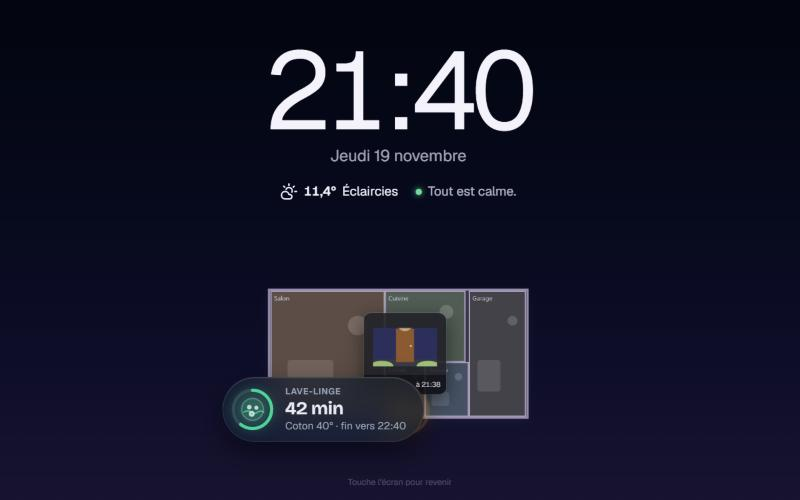 21:40
Jeudi 19 novembre
11,4° Éclaircies
Tout est calme.
Salon
Cuisine
Garage
à 21:38
LAVE-LINGE
42 min
Coton 40° · fin vers 22:40
Touche l'écran pour revenir